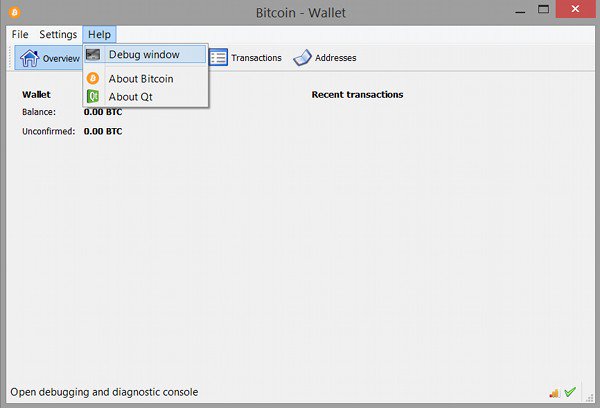 Bitcoin - Wallet
File Settings Help
Overview Transactions Addresses
Debug window
About Bitcoin
About Qt
Wallet
Balance: 0.00 BTC
Unconfirmed: 0.00 BTC
Recent transactions
Open debugging and diagnostic console